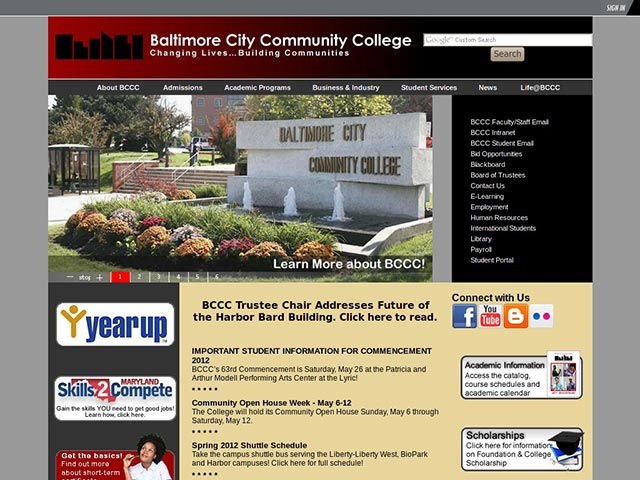 SIGN IN
Baltimore City Community College
Changing Lives...Building Communities
Google™ Custom Search
Search
About BCCC Admissions Academic Programs Business & Industry Student Services News Life@BCCC
BALTIMORE CITY
COMMUNITY COLLEGE
Learn More about BCCC!
stop 1 2 3 4 5 6
BCCC Faculty/Staff Email
BCCC Intranet
BCCC Student Email
Bid Opportunities
Blackboard
Board of Trustees
Contact Us
E-Learning
Employment
Human Resources
International Students
Library
Payroll
Student Portal
year up
MARYLAND
Skills2Compete
Gain the skills YOU need to get good jobs!
Learn how, click here.
Get the basics!
Find out more
about short-term
certificate
BCCC Trustee Chair Addresses Future of
the Harbor Bard Building. Click here to read.
IMPORTANT STUDENT INFORMATION FOR COMMENCEMENT
2012
BCCC's 63rd Commencement is Saturday, May 26 at the Patricia and
Arthur Modell Performing Arts Center at the Lyric!
* * * * *
Community Open House Week - May 6-12
The College will hold its Community Open House Sunday, May 6 through
Saturday, May 12.
* * * * *
Spring 2012 Shuttle Schedule
Take the campus shuttle bus serving the Liberty-Liberty West, BioPark
and Harbor campuses! Click here for full schedule!
* * * * *
Connect with Us
You
Tube
Academic Information
Access the catalog,
course schedules and
academic calendar
Scholarships
Click here for information
on Foundation & College
Scholarship